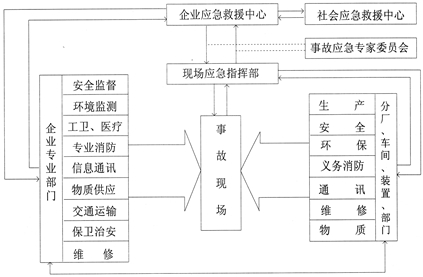 企业应急救援中心
社会应急救援中心
事故应急专家委员会
现场应急指挥部
企业专业部门
安全监督
环境监测
工卫、医疗
专业消防
信息通讯
物质供应
交通运输
保卫治安
维修
事故现场
生产
安全
环保
义务消防
通讯
维修
物质
分厂、车间、装置、部门